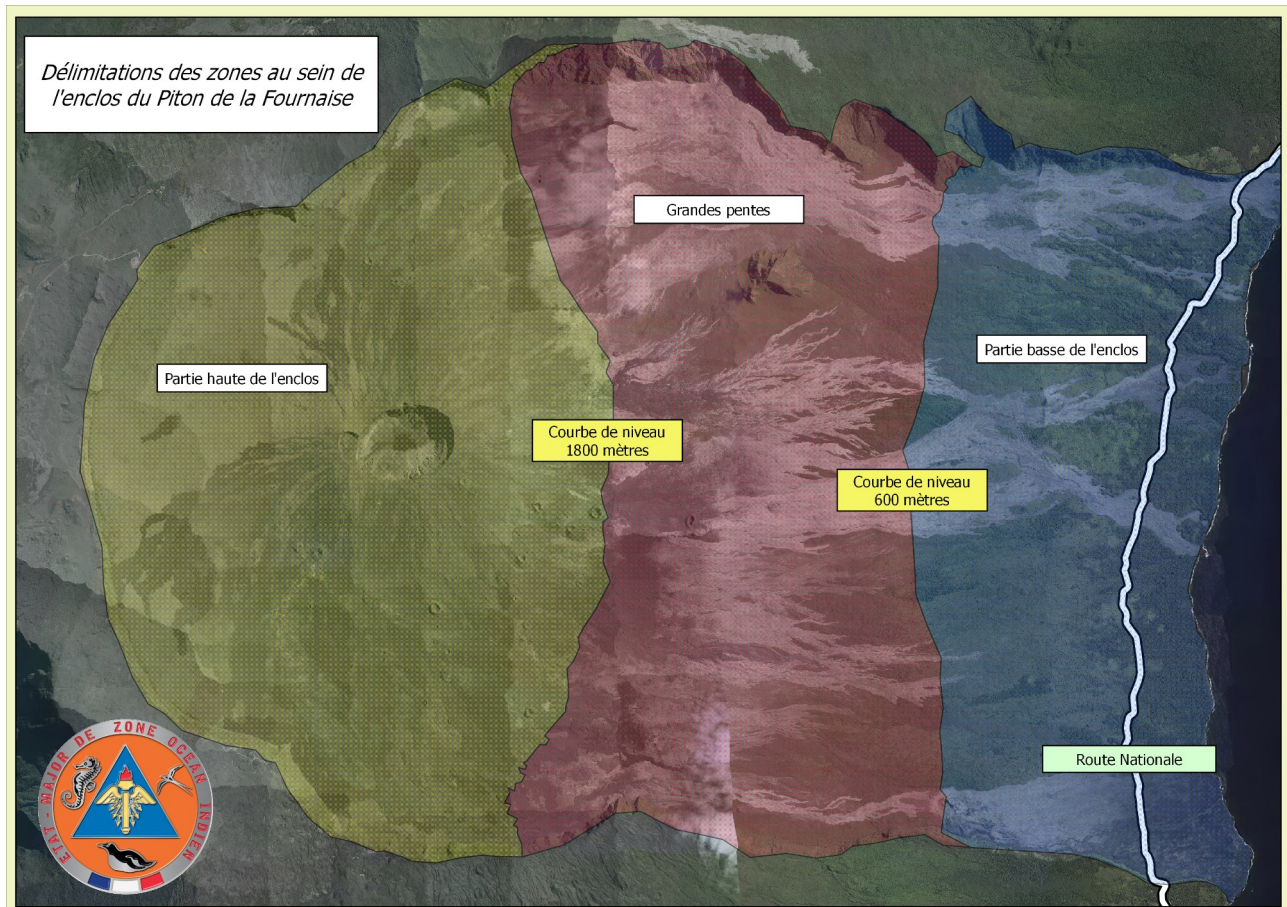 Délimitations des zones au sein de
l'enclos du Piton de la Fournaise
Grandes pentes
Partie basse de l'enclos
Partie haute de l'enclos
Courbe de niveau
1800 mètres
Courbe de niveau
600 mètres
Route Nationale
ETAT - MAJOR DE ZONE OCEAN INDIEN